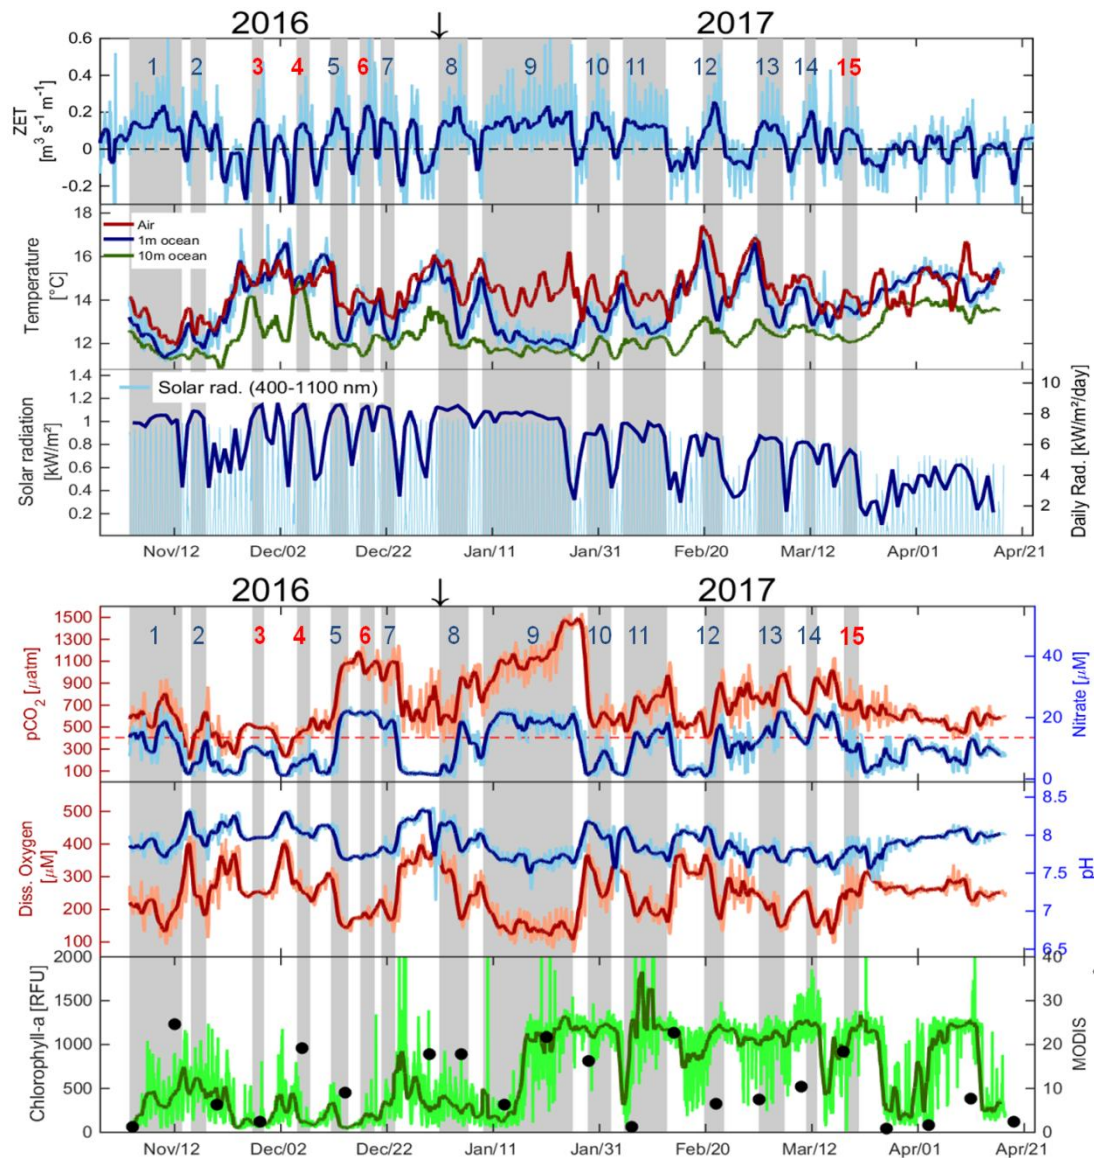 2016 2017
1 2 3 4 5 6 7 8 9 10 11 12 13 14 15
ZET
[m³ s⁻¹ m⁻¹]
0.6
0.4
0.2
0
-0.2
Temperature
[°C]
18
16
14
12
Air
1m ocean
10m ocean
Solar radiation
[kW/m²]
1.4
1.2
1
0.8
0.6
0.4
0.2
Solar rad. (400-1100 nm)
10
8
6
4
2
Daily Rad. [kW/m²/day]
Nov/12 Dec/02 Dec/22 Jan/11 Jan/31 Feb/20 Mar/12 Apr/01 Apr/21
2016 2017
1 2 3 4 5 6 7 8 9 10 11 12 13 14 15
pCO₂ [µatm]
1500
1300
1100
900
700
500
300
100
40
20
0
Nitrate [µM]
Diss. Oxygen
[µM]
500
400
300
200
100
8.5
8
7.5
7
6.5
pH
Chlorophyll-a [RFU]
2000
1500
1000
500
0
40
30
20
10
0
MODIS
Nov/12 Dec/02 Dec/22 Jan/11 Jan/31 Feb/20 Mar/12 Apr/01 Apr/21